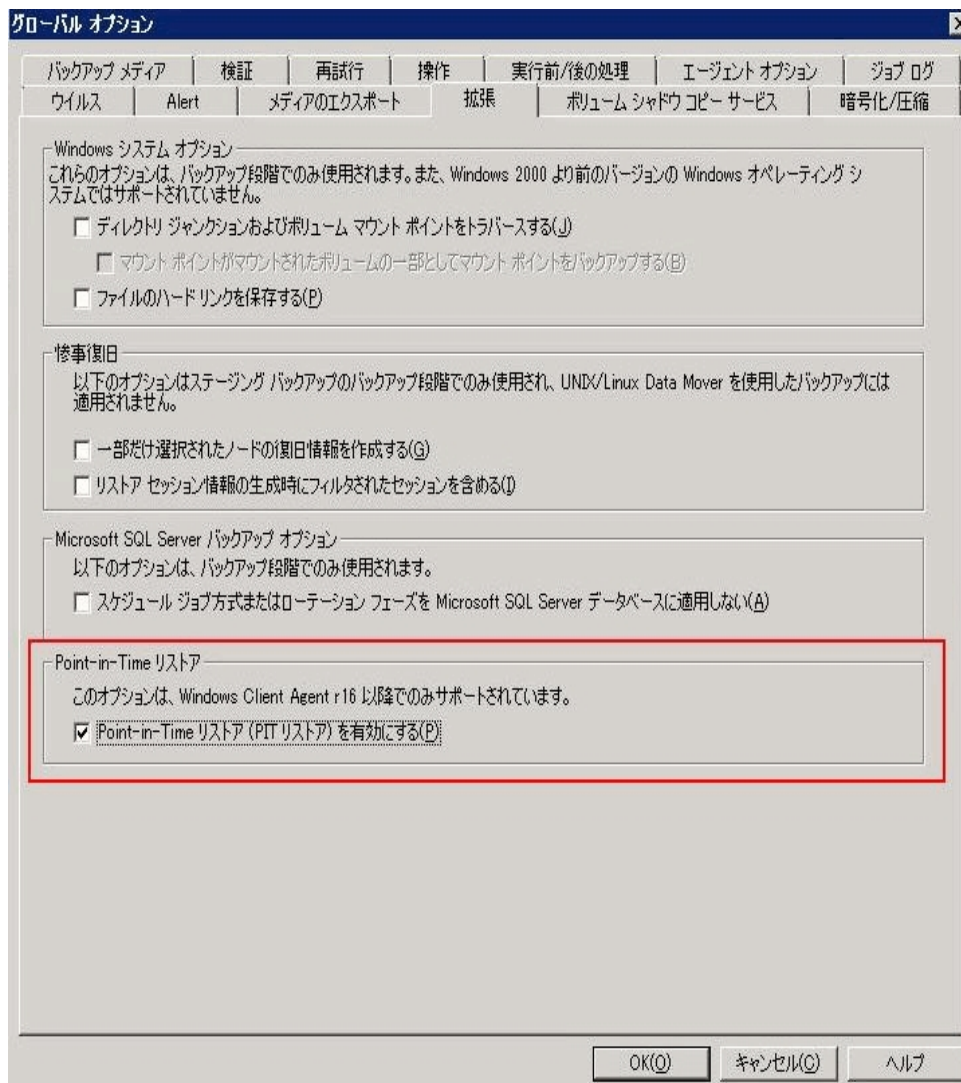 グローバル オプション
バックアップ メディア 検証 再試行 操作 実行前/後の処理 エージェント オプション ジョブ ログ
ウイルス Alert メディアのエクスポート 拡張 ボリューム シャドウ コピー サービス 暗号化/圧縮
Windows システム オプション
これらのオプションは、バックアップ段階でのみ使用されます。また、Windows 2000 より前のバージョンの Windows オペレーティング シ
ステムではサポートされていません。
ディレクトリ ジャンクションおよびボリューム マウント ポイントをトラバースする(J)
マウント ポイントがマウントされたボリュームの一部としてマウント ポイントをバックアップする(B)
ファイルのハード リンクを保存する(P)
惨事復旧
以下のオプションはステージング バックアップのバックアップ段階でのみ使用され、UNIX/Linux Data Mover を使用したバックアップには
適用されません。
一部だけ選択されたノードの復旧情報を作成する(G)
リストア セッション情報の生成時にフィルタされたセッションを含める(I)
Microsoft SQL Server バックアップ オプション
以下のオプションは、バックアップ段階でのみ使用されます。
スケジュール ジョブ方式またはローテーション フェーズを Microsoft SQL Server データベースに適用しない(A)
Point-in-Time リストア
このオプションは、Windows Client Agent r16 以降でのみサポートされています。
Point-in-Time リストア (PIT リストア) を有効にする(P)
OK(O) キャンセル(C) ヘルプ